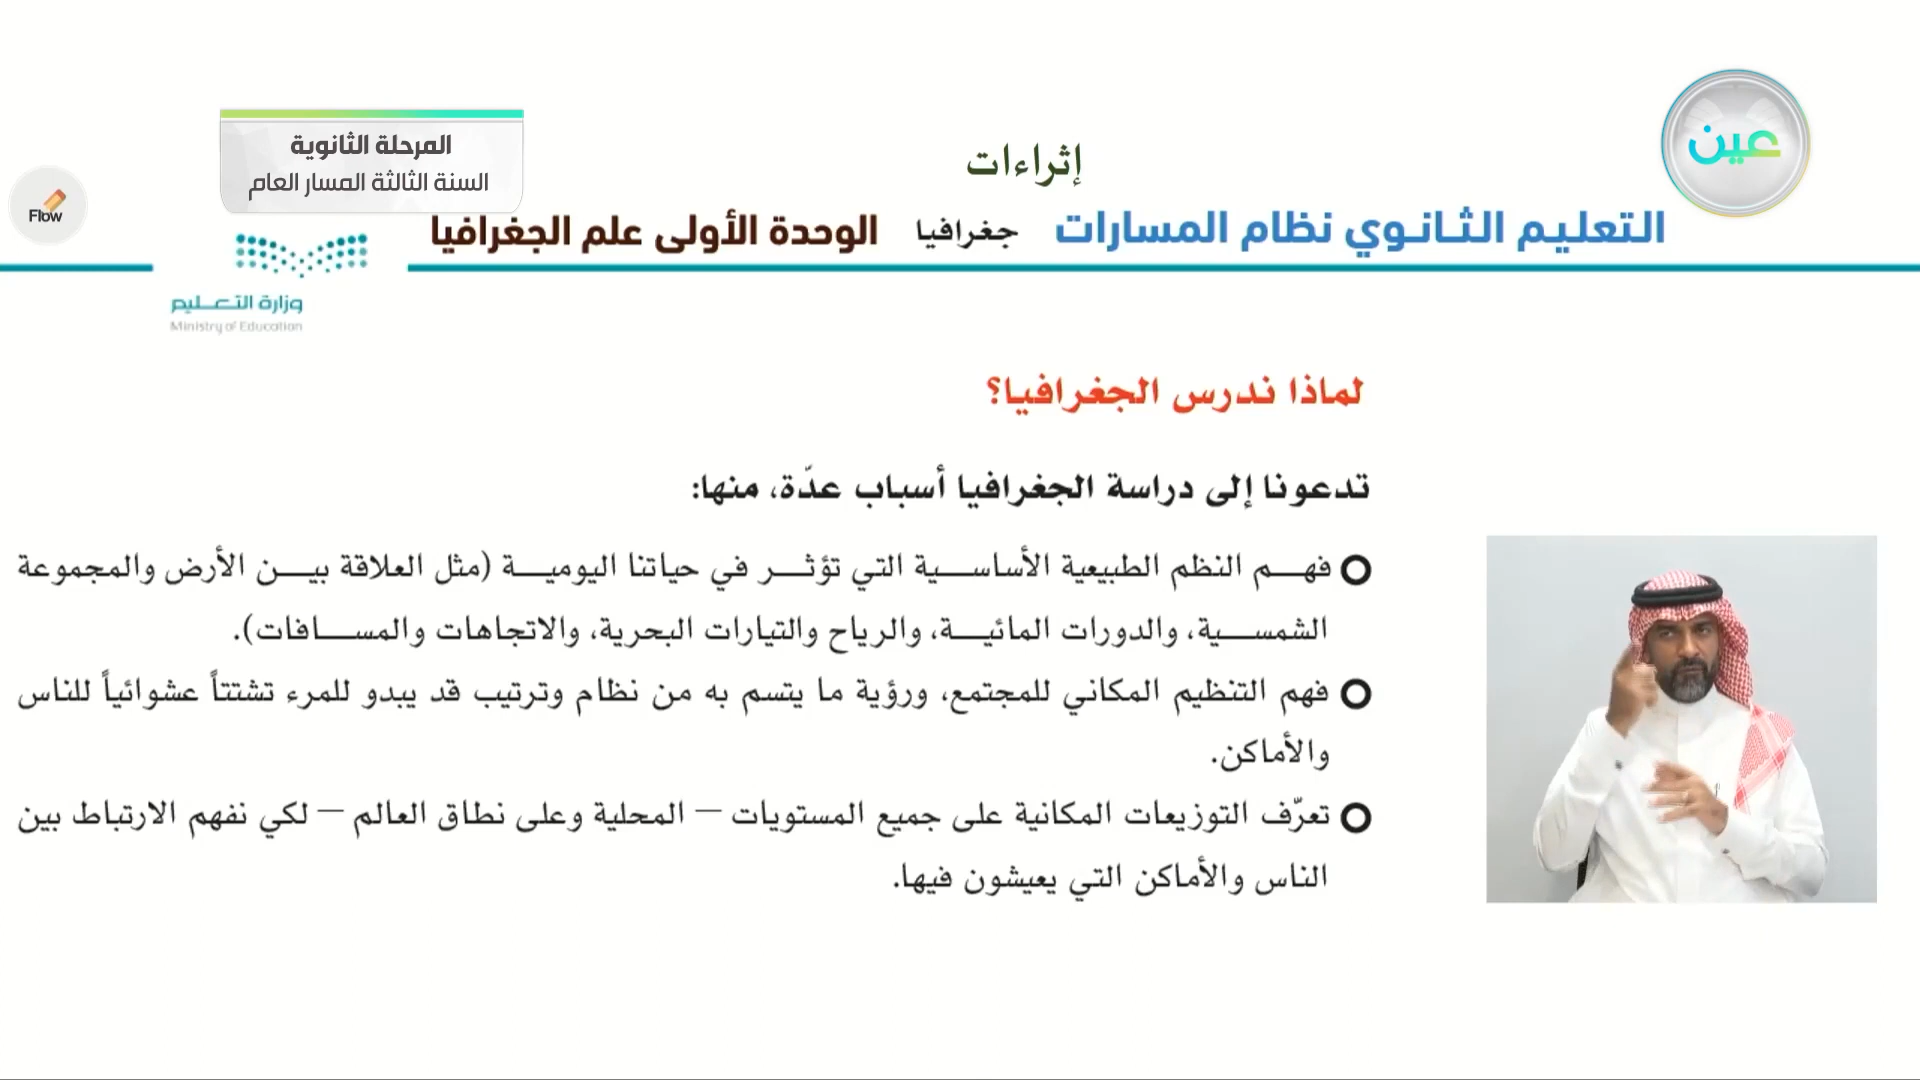 عين
المرحلة الثانوية
السنة الثالثة المسار العام
إثراءات
Flow
التعليم الثانوي نظام المسارات جغرافيا الوحدة الأولى علم الجغرافيا
وزارة التعليم
Ministry of Education
لماذا ندرس الجغرافيا؟
تدعونا إلى دراسة الجغرافيا أسباب عدّة، منها:
فهم النظم الطبيعية الأساسية التي تؤثر في حياتنا اليومية (مثل العلاقة بين الأرض والمجموعة
الشمسية، والدورات المائية، والرياح والتيارات البحرية، والاتجاهات والمسافات).
فهم التنظيم المكاني للمجتمع، ورؤية ما يتسم به من نظام وترتيب قد يبدو للمرء تشتتاً عشوائياً للناس
والأماكن.
تعرّف التوزيعات المكانية على جميع المستويات – المحلية وعلى نطاق العالم – لكي نفهم الارتباط بين
الناس والأماكن التي يعيشون فيها.